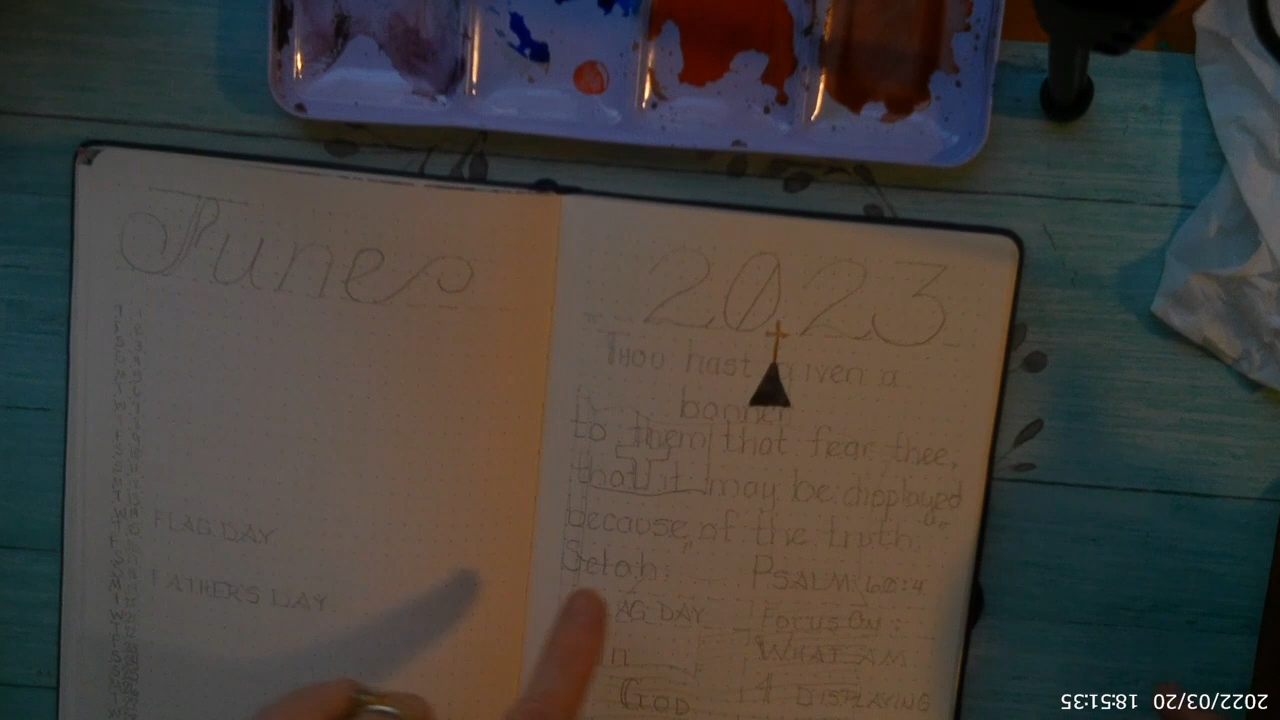 June
2023
THOU hast given a
banner
to them that fear thee,
that it may be displayed
because of the truth."
Selah.
PSALM 60:4
FLAG DAY
FATHER'S DAY
FLAG DAY
FOCUS ON:
In
WHAT AM
GOD
I DISPLAYING
2022/03/20 18:51:35